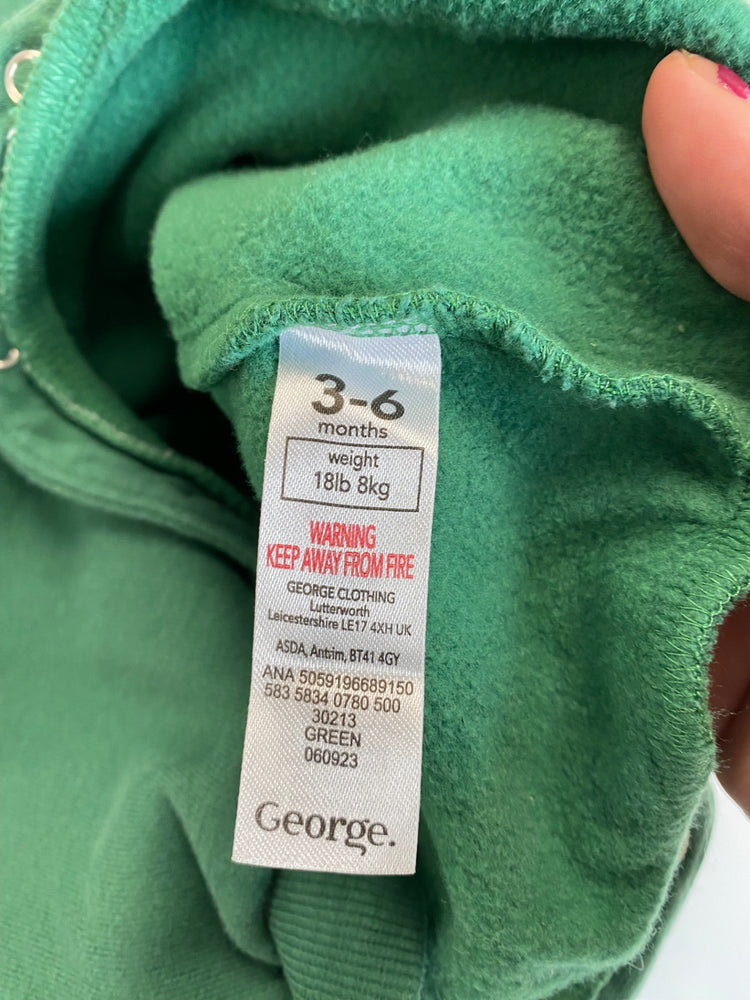 3-6
months
weight
18lb 8kg
WARNING
KEEP AWAY FROM FIRE
GEORGE CLOTHING
Lutterworth
Leicestershire LE17 4XH UK
ASDA, Antrim, BT41 4GY
ANA 5059196689150
583 5834 0780 500
30213
GREEN
060923
George.